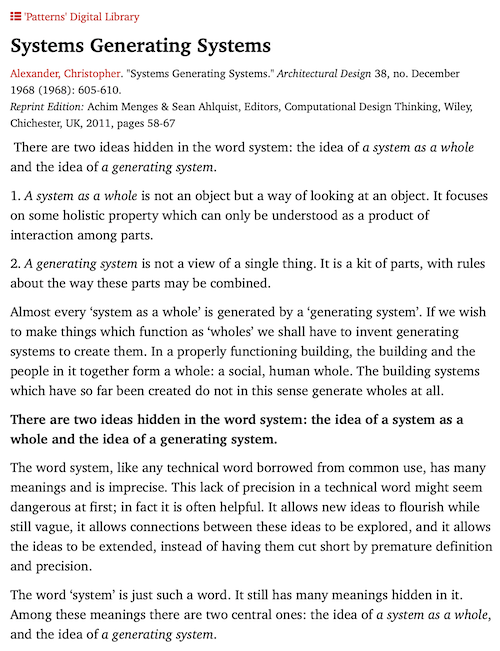 'Patterns' Digital Library
Systems Generating Systems
Alexander, Christopher. "Systems Generating Systems." Architectural Design 38, no. December
1968 (1968): 605-610.
Reprint Edition: Achim Menges & Sean Ahlquist, Editors, Computational Design Thinking, Wiley,
Chichester, UK, 2011, pages 58-67
There are two ideas hidden in the word system: the idea of a system as a whole
and the idea of a generating system.
1. A system as a whole is not an object but a way of looking at an object. It focuses
on some holistic property which can only be understood as a product of
interaction among parts.
2. A generating system is not a view of a single thing. It is a kit of parts, with rules
about the way these parts may be combined.
Almost every ‘system as a whole’ is generated by a ‘generating system’. If we wish
to make things which function as ‘wholes’ we shall have to invent generating
systems to create them. In a properly functioning building, the building and the
people in it together form a whole: a social, human whole. The building systems
which have so far been created do not in this sense generate wholes at all.
There are two ideas hidden in the word system: the idea of a system as a
whole and the idea of a generating system.
The word system, like any technical word borrowed from common use, has many
meanings and is imprecise. This lack of precision in a technical word might seem
dangerous at first; in fact it is often helpful. It allows new ideas to flourish while
still vague, it allows connections between these ideas to be explored, and it allows
the ideas to be extended, instead of having them cut short by premature definition
and precision.
The word ‘system’ is just such a word. It still has many meanings hidden in it.
Among these meanings there are two central ones: the idea of a system as a whole,
and the idea of a generating system.